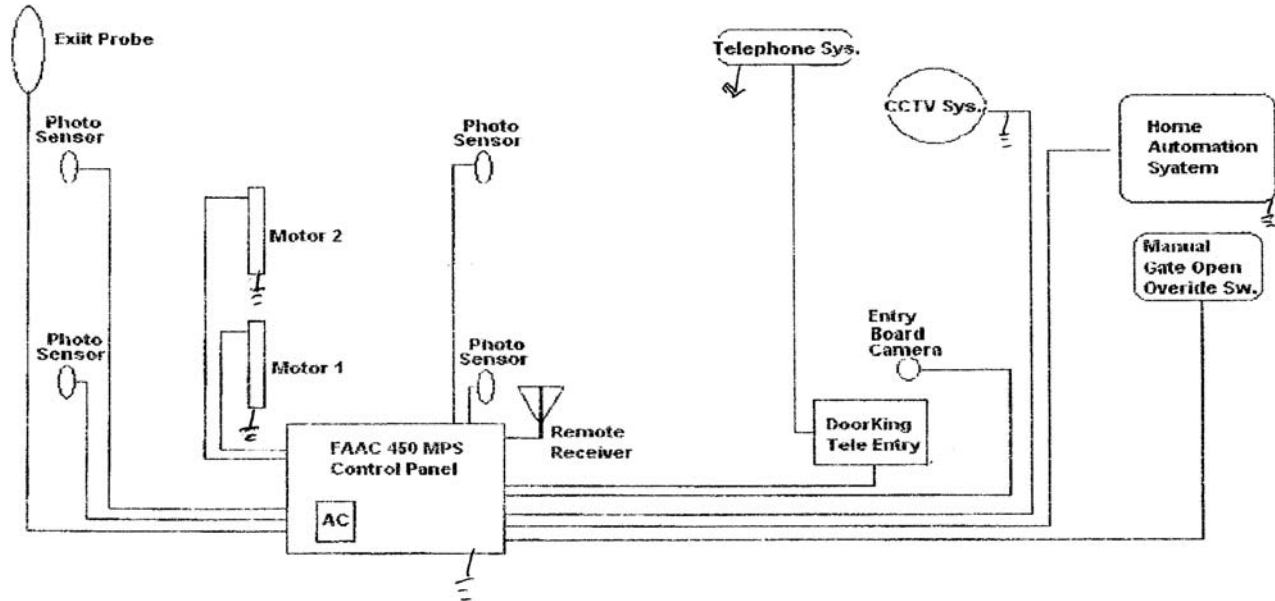 Exiit Probe
Telephone Sys.
CCTV Sys.
Photo
Sensor
Photo
Sensor
Home
Automation
Syatem
Motor 2
Manual
Gate Open
Overide Sw.
Entry
Board
Camera
Photo
Sensor
Photo
Sensor
Motor 1
DoorKing
Tele Entry
Remote
Receiver
FAAC 450 MPS
Control Panel
AC